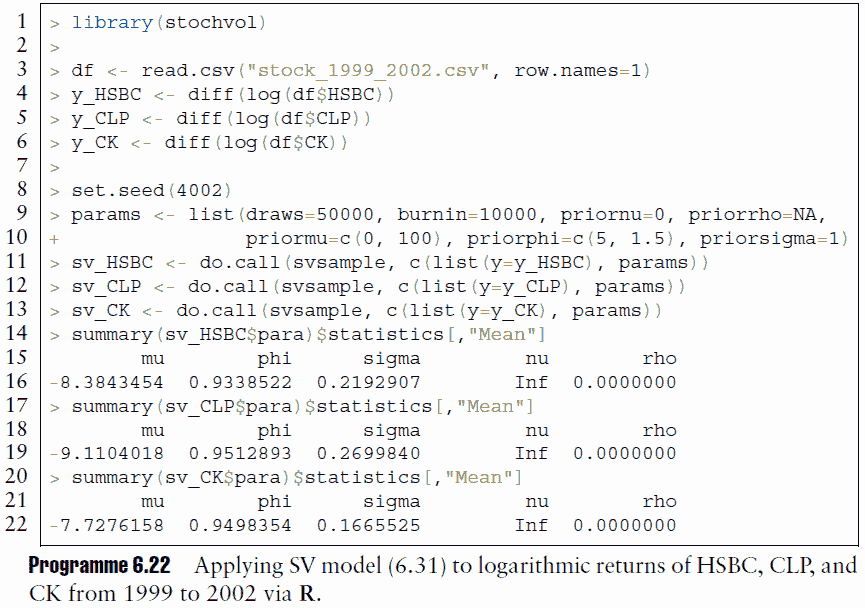 1 > library(stochvol)
2 >
3 > df <- read.csv("stock_1999_2002.csv", row.names=1)
4 > y_HSBC <- diff(log(df$HSBC))
5 > y_CLP <- diff(log(df$CLP))
6 > y_CK <- diff(log(df$CK))
7 >
8 > set.seed(4002)
9 > params <- list(draws=50000, burnin=10000, priornu=0, priorrho=NA,
10 +                priormu=c(0, 100), priorphi=c(5, 1.5), priorsigma=1)
11 > sv_HSBC <- do.call(svsample, c(list(y=y_HSBC), params))
12 > sv_CLP <- do.call(svsample, c(list(y=y_CLP), params))
13 > sv_CK <- do.call(svsample, c(list(y=y_CK), params))
14 > summary(sv_HSBC$para)$statistics[,"Mean"]
15         mu        phi      sigma         nu        rho
16 -8.3843454  0.9338522  0.2192907        Inf  0.0000000
17 > summary(sv_CLP$para)$statistics[,"Mean"]
18         mu        phi      sigma         nu        rho
19 -9.1104018  0.9512893  0.2699840        Inf  0.0000000
20 > summary(sv_CK$para)$statistics[,"Mean"]
21         mu        phi      sigma         nu        rho
22 -7.7276158  0.9498354  0.1665525        Inf  0.0000000
Programme 6.22 Applying SV model (6.31) to logarithmic returns of HSBC, CLP, and
CK from 1999 to 2002 via R.